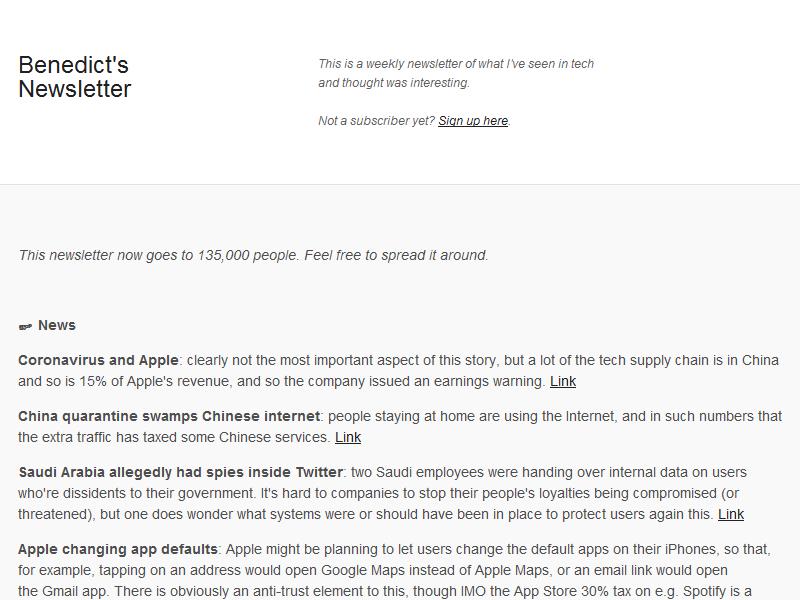 Benedict's
Newsletter
This is a weekly newsletter of what I've seen in tech
and thought was interesting.
Not a subscriber yet? Sign up here.
This newsletter now goes to 135,000 people. Feel free to spread it around.
News
Coronavirus and Apple: clearly not the most important aspect of this story, but a lot of the tech supply chain is in China
and so is 15% of Apple's revenue, and so the company issued an earnings warning. Link
China quarantine swamps Chinese internet: people staying at home are using the Internet, and in such numbers that
the extra traffic has taxed some Chinese services. Link
Saudi Arabia allegedly had spies inside Twitter: two Saudi employees were handing over internal data on users
who're dissidents to their government. It's hard to companies to stop their people's loyalties being compromised (or
threatened), but one does wonder what systems were or should have been in place to protect users again this. Link
Apple changing app defaults: Apple might be planning to let users change the default apps on their iPhones, so that,
for example, tapping on an address would open Google Maps instead of Apple Maps, or an email link would open
the Gmail app. There is obviously an anti-trust element to this, though IMO the App Store 30% tax on e.g. Spotify is a